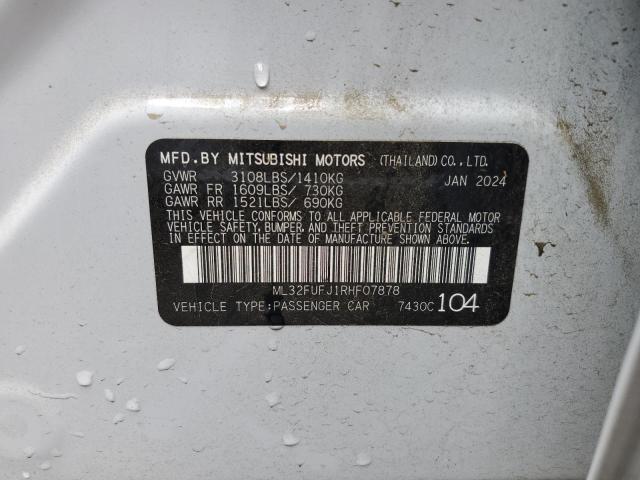 MFD.BY MITSUBISHI MOTORS (THAILAND)CO.,LTD.
GVWR 3108LBS/1410KG JAN 2024
GAWR FR 1609LBS/ 730KG
GAWR RR 1521LBS/ 690KG
THIS VEHICLE CONFORMS TO ALL APPLICABLE FEDERAL MOTOR
VEHICLE SAFETY, BUMPER, AND THEFT PREVENTION STANDARDS
IN EFFECT ON THE DATE OF MANUFACTURE SHOWN ABOVE.
ML32FUFJ1RHF07878
VEHICLE TYPE:PASSENGER CAR 7430C 104